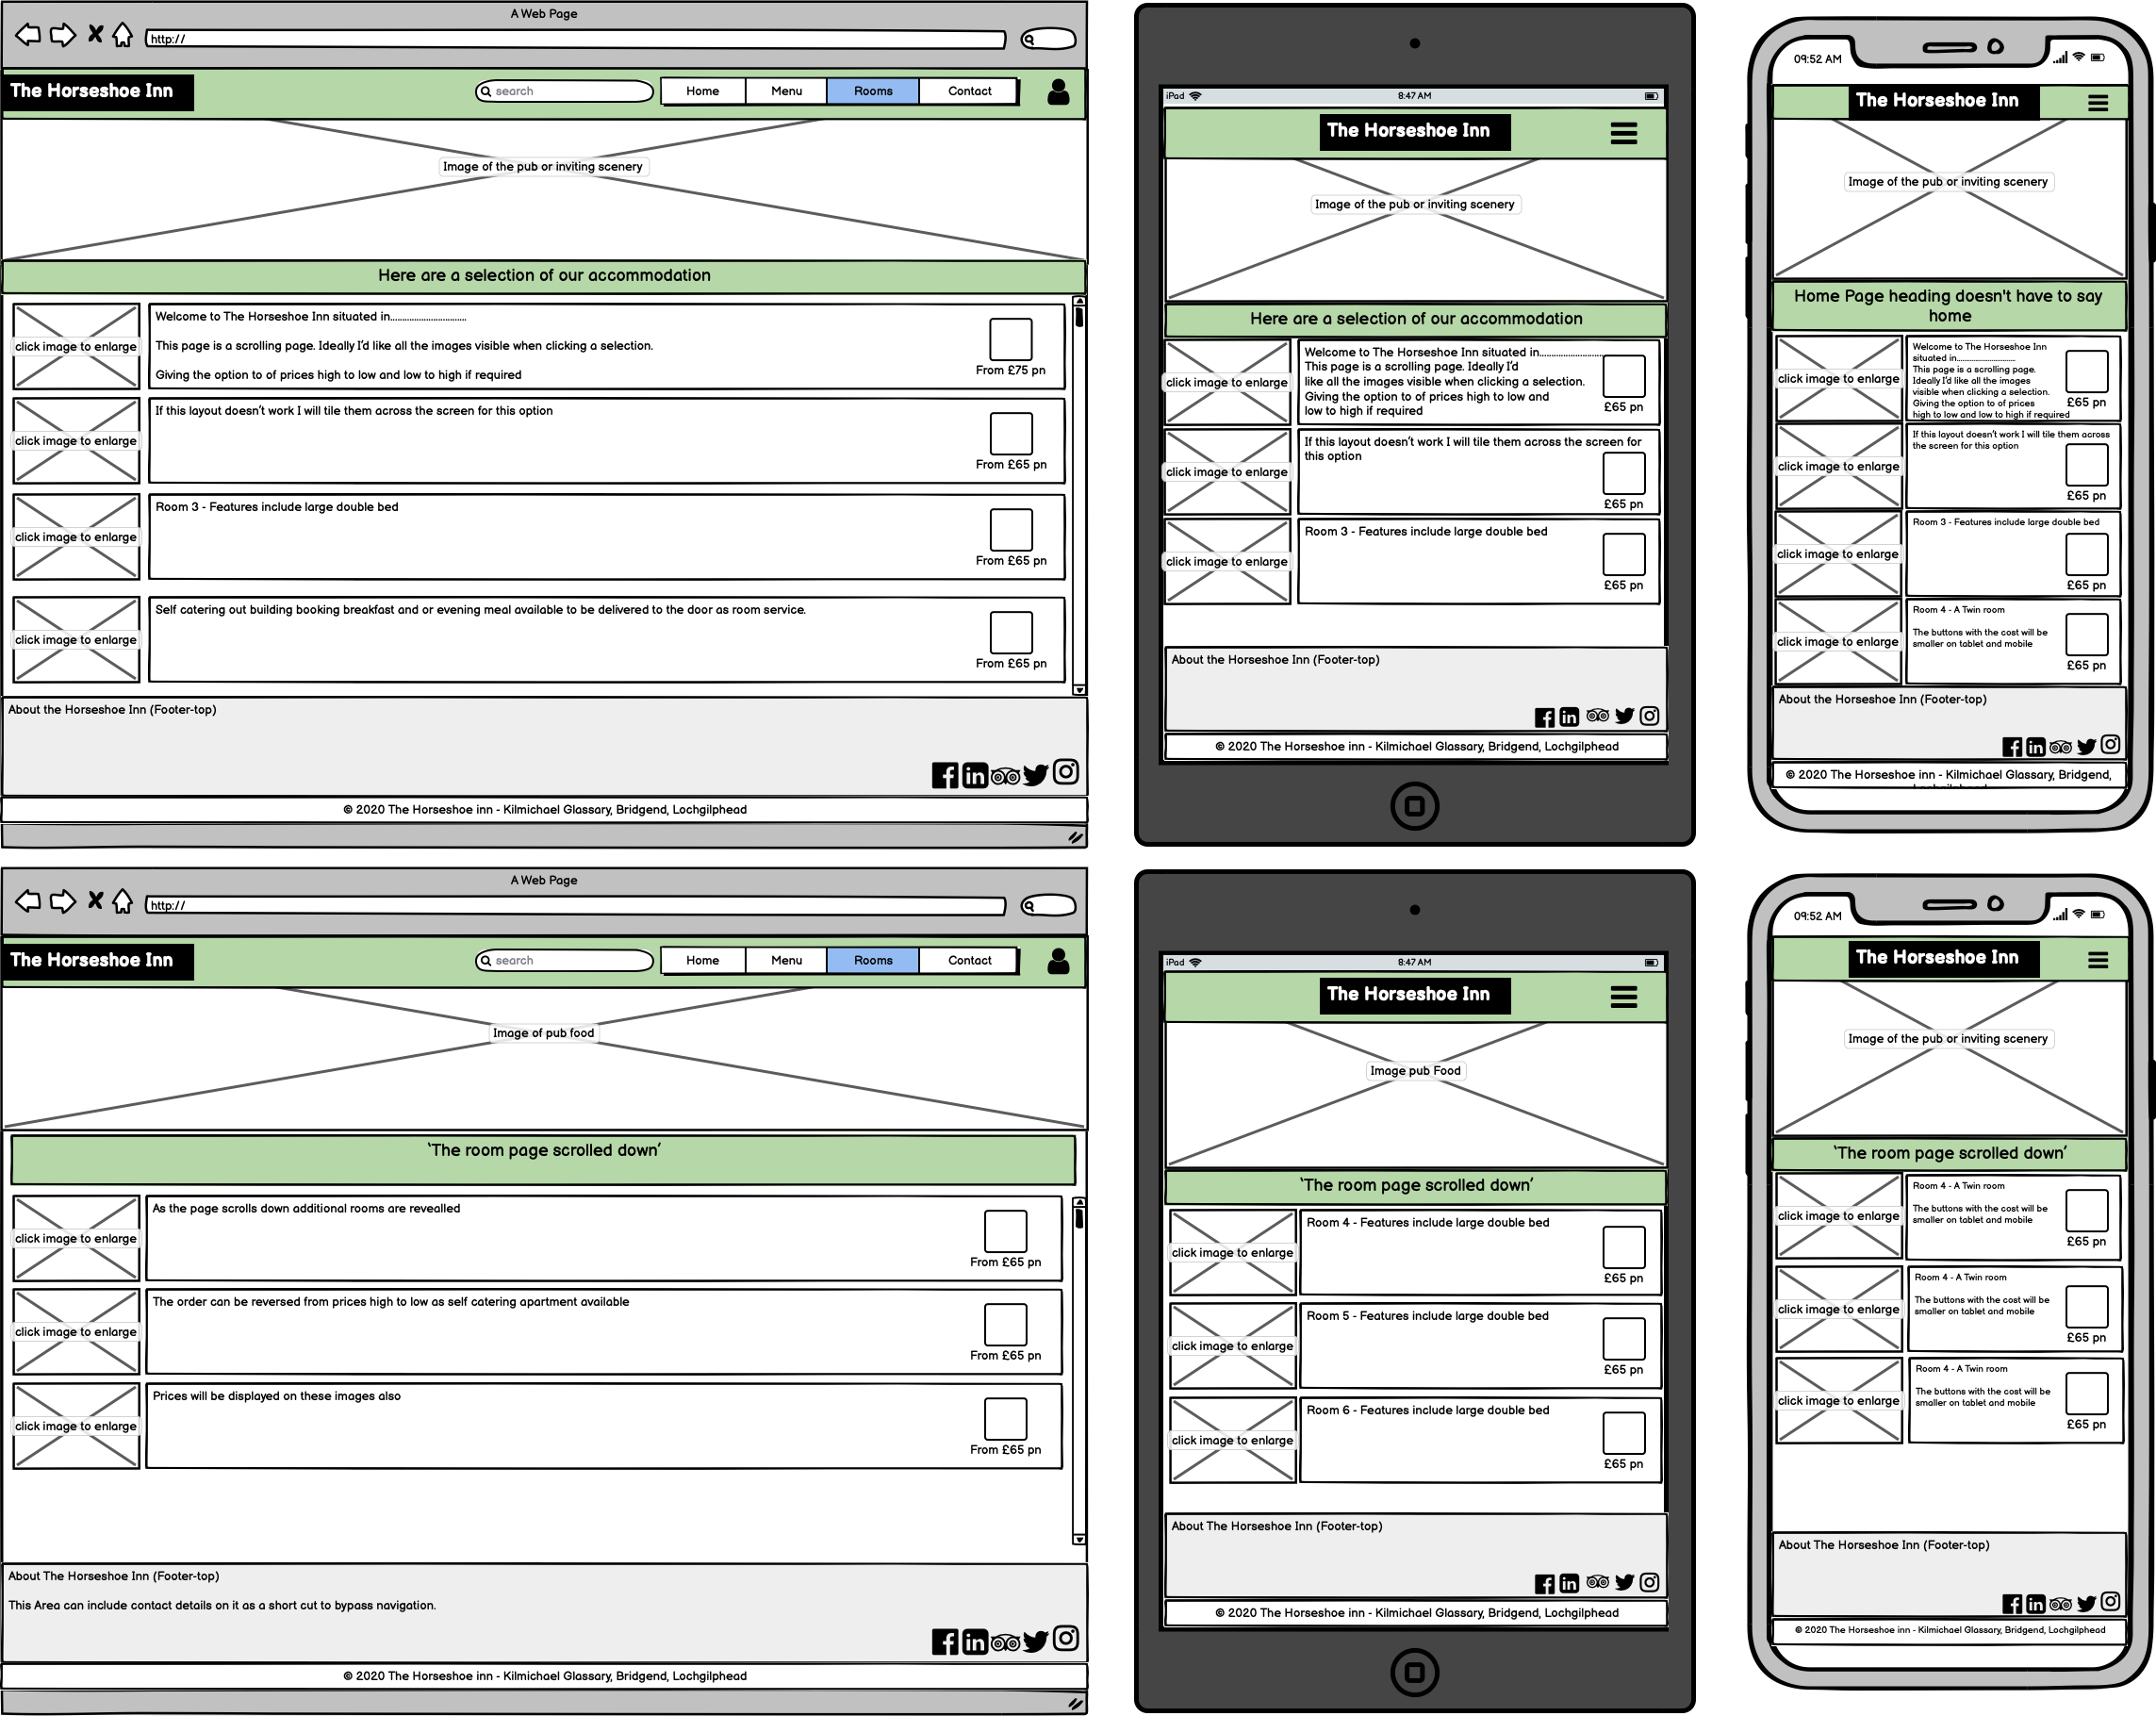 A Web Page
http://
The Horseshoe Inn
search
Home
Menu
Rooms
Contact
Image of the pub or inviting scenery
Here are a selection of our accommodation
click image to enlarge
Welcome to The Horseshoe Inn situated in...............................
This page is a scrolling page. Ideally I'd like all the images visible when clicking a selection.
Giving the option to of prices high to low and low to high if required
From £75 pn
click image to enlarge
If this layout doesn't work I will tile them across the screen for this option
From £65 pn
click image to enlarge
Room 3 - Features include large double bed
From £65 pn
click image to enlarge
Self catering out building booking breakfast and or evening meal available to be delivered to the door as room service.
From £65 pn
About the Horseshoe Inn (Footer-top)
© 2020 The Horseshoe inn - Kilmichael Glassary, Bridgend, Lochgilphead
iPad
8:47 AM
The Horseshoe Inn
Image of the pub or inviting scenery
Here are a selection of our accommodation
click image to enlarge
Welcome to The Horseshoe Inn situated in..........................
This page is a scrolling page. Ideally I'd
like all the images visible when clicking a selection.
Giving the option to of prices high to low and
low to high if required
£65 pn
click image to enlarge
If this layout doesn't work I will tile them across the screen for
this option
£65 pn
click image to enlarge
Room 3 - Features include large double bed
£65 pn
About the Horseshoe Inn (Footer-top)
© 2020 The Horseshoe inn - Kilmichael Glassary, Bridgend, Lochgilphead
09:52 AM
The Horseshoe Inn
Image of the pub or inviting scenery
Home Page heading doesn't have to say
home
click image to enlarge
Welcome to The Horseshoe Inn
situated in...............................
This page is a scrolling page.
Ideally I'd like all the images
visible when clicking a selection.
Giving the option to of prices
high to low and low to high if required
£65 pn
click image to enlarge
If this layout doesn't work I will tile them across
the screen for this option
£65 pn
click image to enlarge
Room 3 - Features include large double bed
£65 pn
click image to enlarge
Room 4 - A Twin room
The buttons with the cost will be
smaller on tablet and mobile
£65 pn
About the Horseshoe Inn (Footer-top)
© 2020 The Horseshoe inn - Kilmichael Glassary, Bridgend,
A Web Page
http://
The Horseshoe Inn
search
Home
Menu
Rooms
Contact
Image of pub food
'The room page scrolled down'
click image to enlarge
As the page scrolls down additional rooms are revealled
From £65 pn
click image to enlarge
The order can be reversed from prices high to low as self catering apartment available
From £65 pn
click image to enlarge
Prices will be displayed on these images also
From £65 pn
About The Horseshoe Inn (Footer-top)
This Area can include contact details on it as a short cut to bypass navigation.
© 2020 The Horseshoe inn - Kilmichael Glassary, Bridgend, Lochgilphead
iPad
8:47 AM
The Horseshoe Inn
Image pub Food
'The room page scrolled down'
click image to enlarge
Room 4 - Features include large double bed
£65 pn
click image to enlarge
Room 5 - Features include large double bed
£65 pn
click image to enlarge
Room 6 - Features include large double bed
£65 pn
About The Horseshoe Inn (Footer-top)
© 2020 The Horseshoe inn - Kilmichael Glassary, Bridgend, Lochgilphead
09:52 AM
The Horseshoe Inn
Image of the pub or inviting scenery
'The room page scrolled down'
click image to enlarge
Room 4 - A Twin room
The buttons with the cost will be
smaller on tablet and mobile
£65 pn
click image to enlarge
Room 4 - A Twin room
The buttons with the cost will be
smaller on tablet and mobile
£65 pn
click image to enlarge
Room 4 - A Twin room
The buttons with the cost will be
smaller on tablet and mobile
£65 pn
About The Horseshoe Inn (Footer-top)
© 2020 The Horseshoe inn - Kilmichael Glassary, Bridgend, Lochgilphead